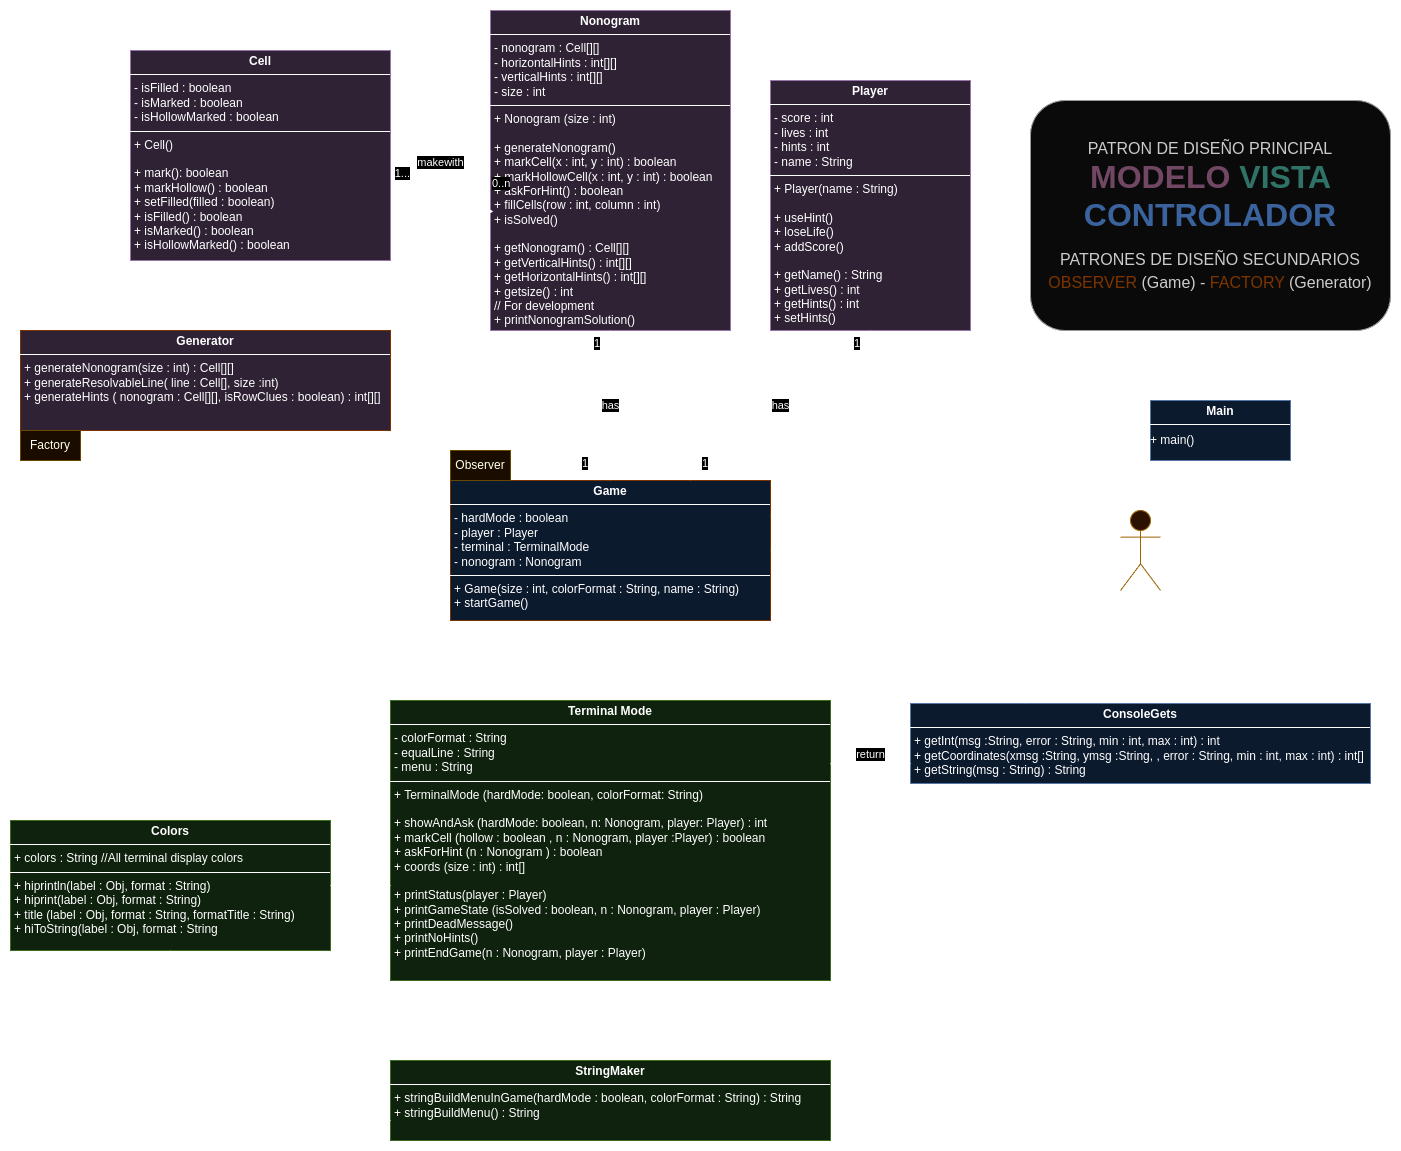 Cell
- isFilled : boolean
- isMarked : boolean
- isHollowMarked : boolean
+ Cell()
+ mark(): boolean
+ markHollow() : boolean
+ setFilled(filled : boolean)
+ isFilled() : boolean
+ isMarked() : boolean
+ isHollowMarked() : boolean
1...
makewith
0..n
Nonogram
- nonogram : Cell[][]
- horizontalHints : int[][]
- verticalHints : int[][]
- size : int
+ Nonogram (size : int)
+ generateNonogram()
+ markCell(x : int, y : int) : boolean
+ markHollowCell(x : int, y : int) : boolean
+ askForHint() : boolean
+ fillCells(row : int, column : int)
+ isSolved()
+ getNonogram() : Cell[][]
+ getVerticalHints() : int[][]
+ getHorizontalHints() : int[][]
+ getsize() : int
// For development
+ printNonogramSolution()
Player
- score : int
- lives : int
- hints : int
- name : String
+ Player(name : String)
+ useHint()
+ loseLife()
+ addScore()
+ getName() : String
+ getLives() : int
+ getHints() : int
+ setHints()
PATRON DE DISEÑO PRINCIPAL
MODELO VISTA
CONTROLADOR
PATRONES DE DISEÑO SECUNDARIOS
OBSERVER (Game) - FACTORY (Generator)
Generator
+ generateNonogram(size : int) : Cell[][]
+ generateResolvableLine( line : Cell[], size :int)
+ generateHints ( nonogram : Cell[][], isRowClues : boolean) : int[][]
Factory
1
1
has
has
1
1
Main
+ main()
Observer
Game
- hardMode : boolean
- player : Player
- terminal : TerminalMode
- nonogram : Nonogram
+ Game(size : int, colorFormat : String, name : String)
+ startGame()
Terminal Mode
- colorFormat : String
- equalLine : String
- menu : String
+ TerminalMode (hardMode: boolean, colorFormat: String)
+ showAndAsk (hardMode: boolean, n: Nonogram, player: Player) : int
+ markCell (hollow : boolean , n : Nonogram, player :Player) : boolean
+ askForHint (n : Nonogram ) : boolean
+ coords (size : int) : int[]
+ printStatus(player : Player)
+ printGameState (isSolved : boolean, n : Nonogram, player : Player)
+ printDeadMessage()
+ printNoHints()
+ printEndGame(n : Nonogram, player : Player)
return
ConsoleGets
+ getInt(msg :String, error : String, min : int, max : int) : int
+ getCoordinates(xmsg :String, ymsg :String, , error : String, min : int, max : int) : int[]
+ getString(msg : String) : String
Colors
+ colors : String //All terminal display colors
+ hiprintln(label : Obj, format : String)
+ hiprint(label : Obj, format : String)
+ title (label : Obj, format : String, formatTitle : String)
+ hiToString(label : Obj, format : String
StringMaker
+ stringBuildMenuInGame(hardMode : boolean, colorFormat : String) : String
+ stringBuildMenu() : String